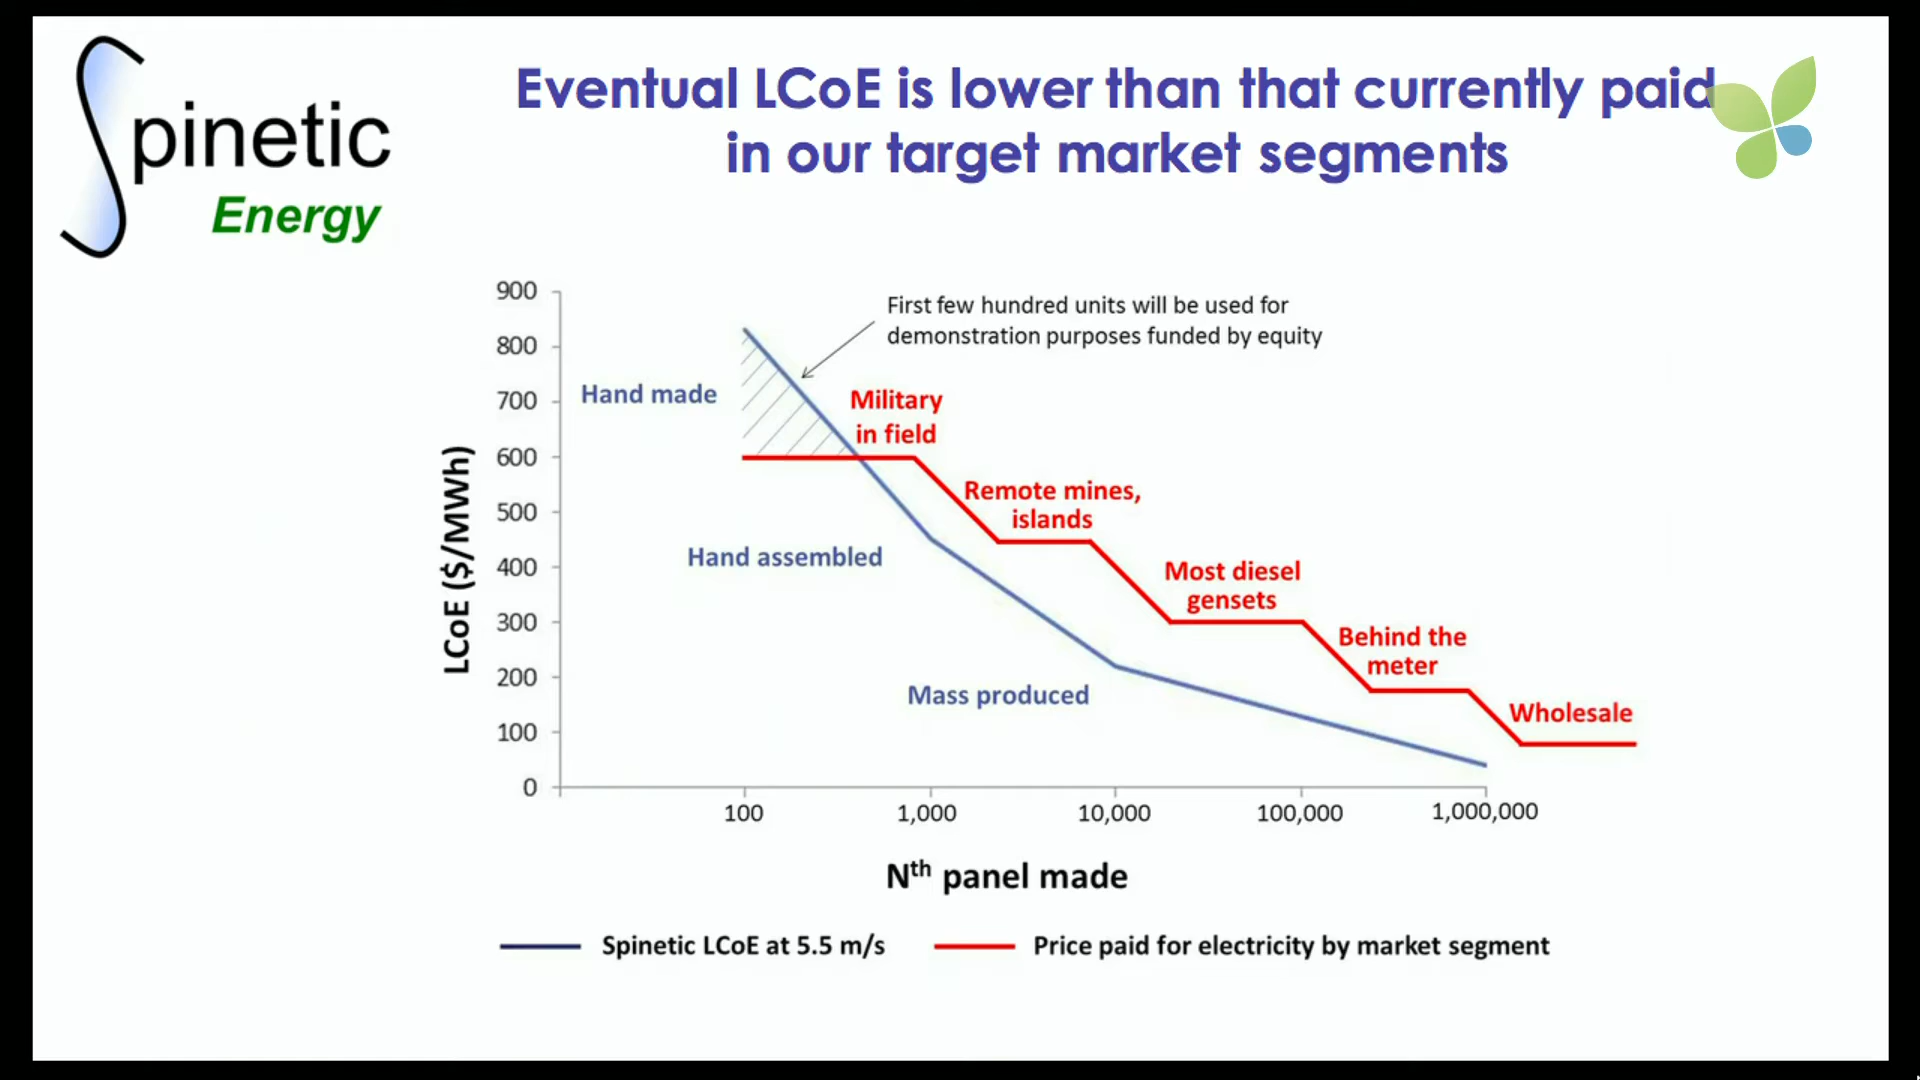 Spinetic
Energy
Eventual LCoE is lower than that currently paid
in our target market segments
900
800
700
600
500
400
300
200
100
0
LCoE ($/MWh)
First few hundred units will be used for
demonstration purposes funded by equity
Hand made
Military
in field
Remote mines,
islands
Hand assembled
Most diesel
gensets
Behind the
meter
Mass produced
Wholesale
100
1,000
10,000
100,000
1,000,000
Nth panel made
Spinetic LCoE at 5.5 m/s
Price paid for electricity by market segment